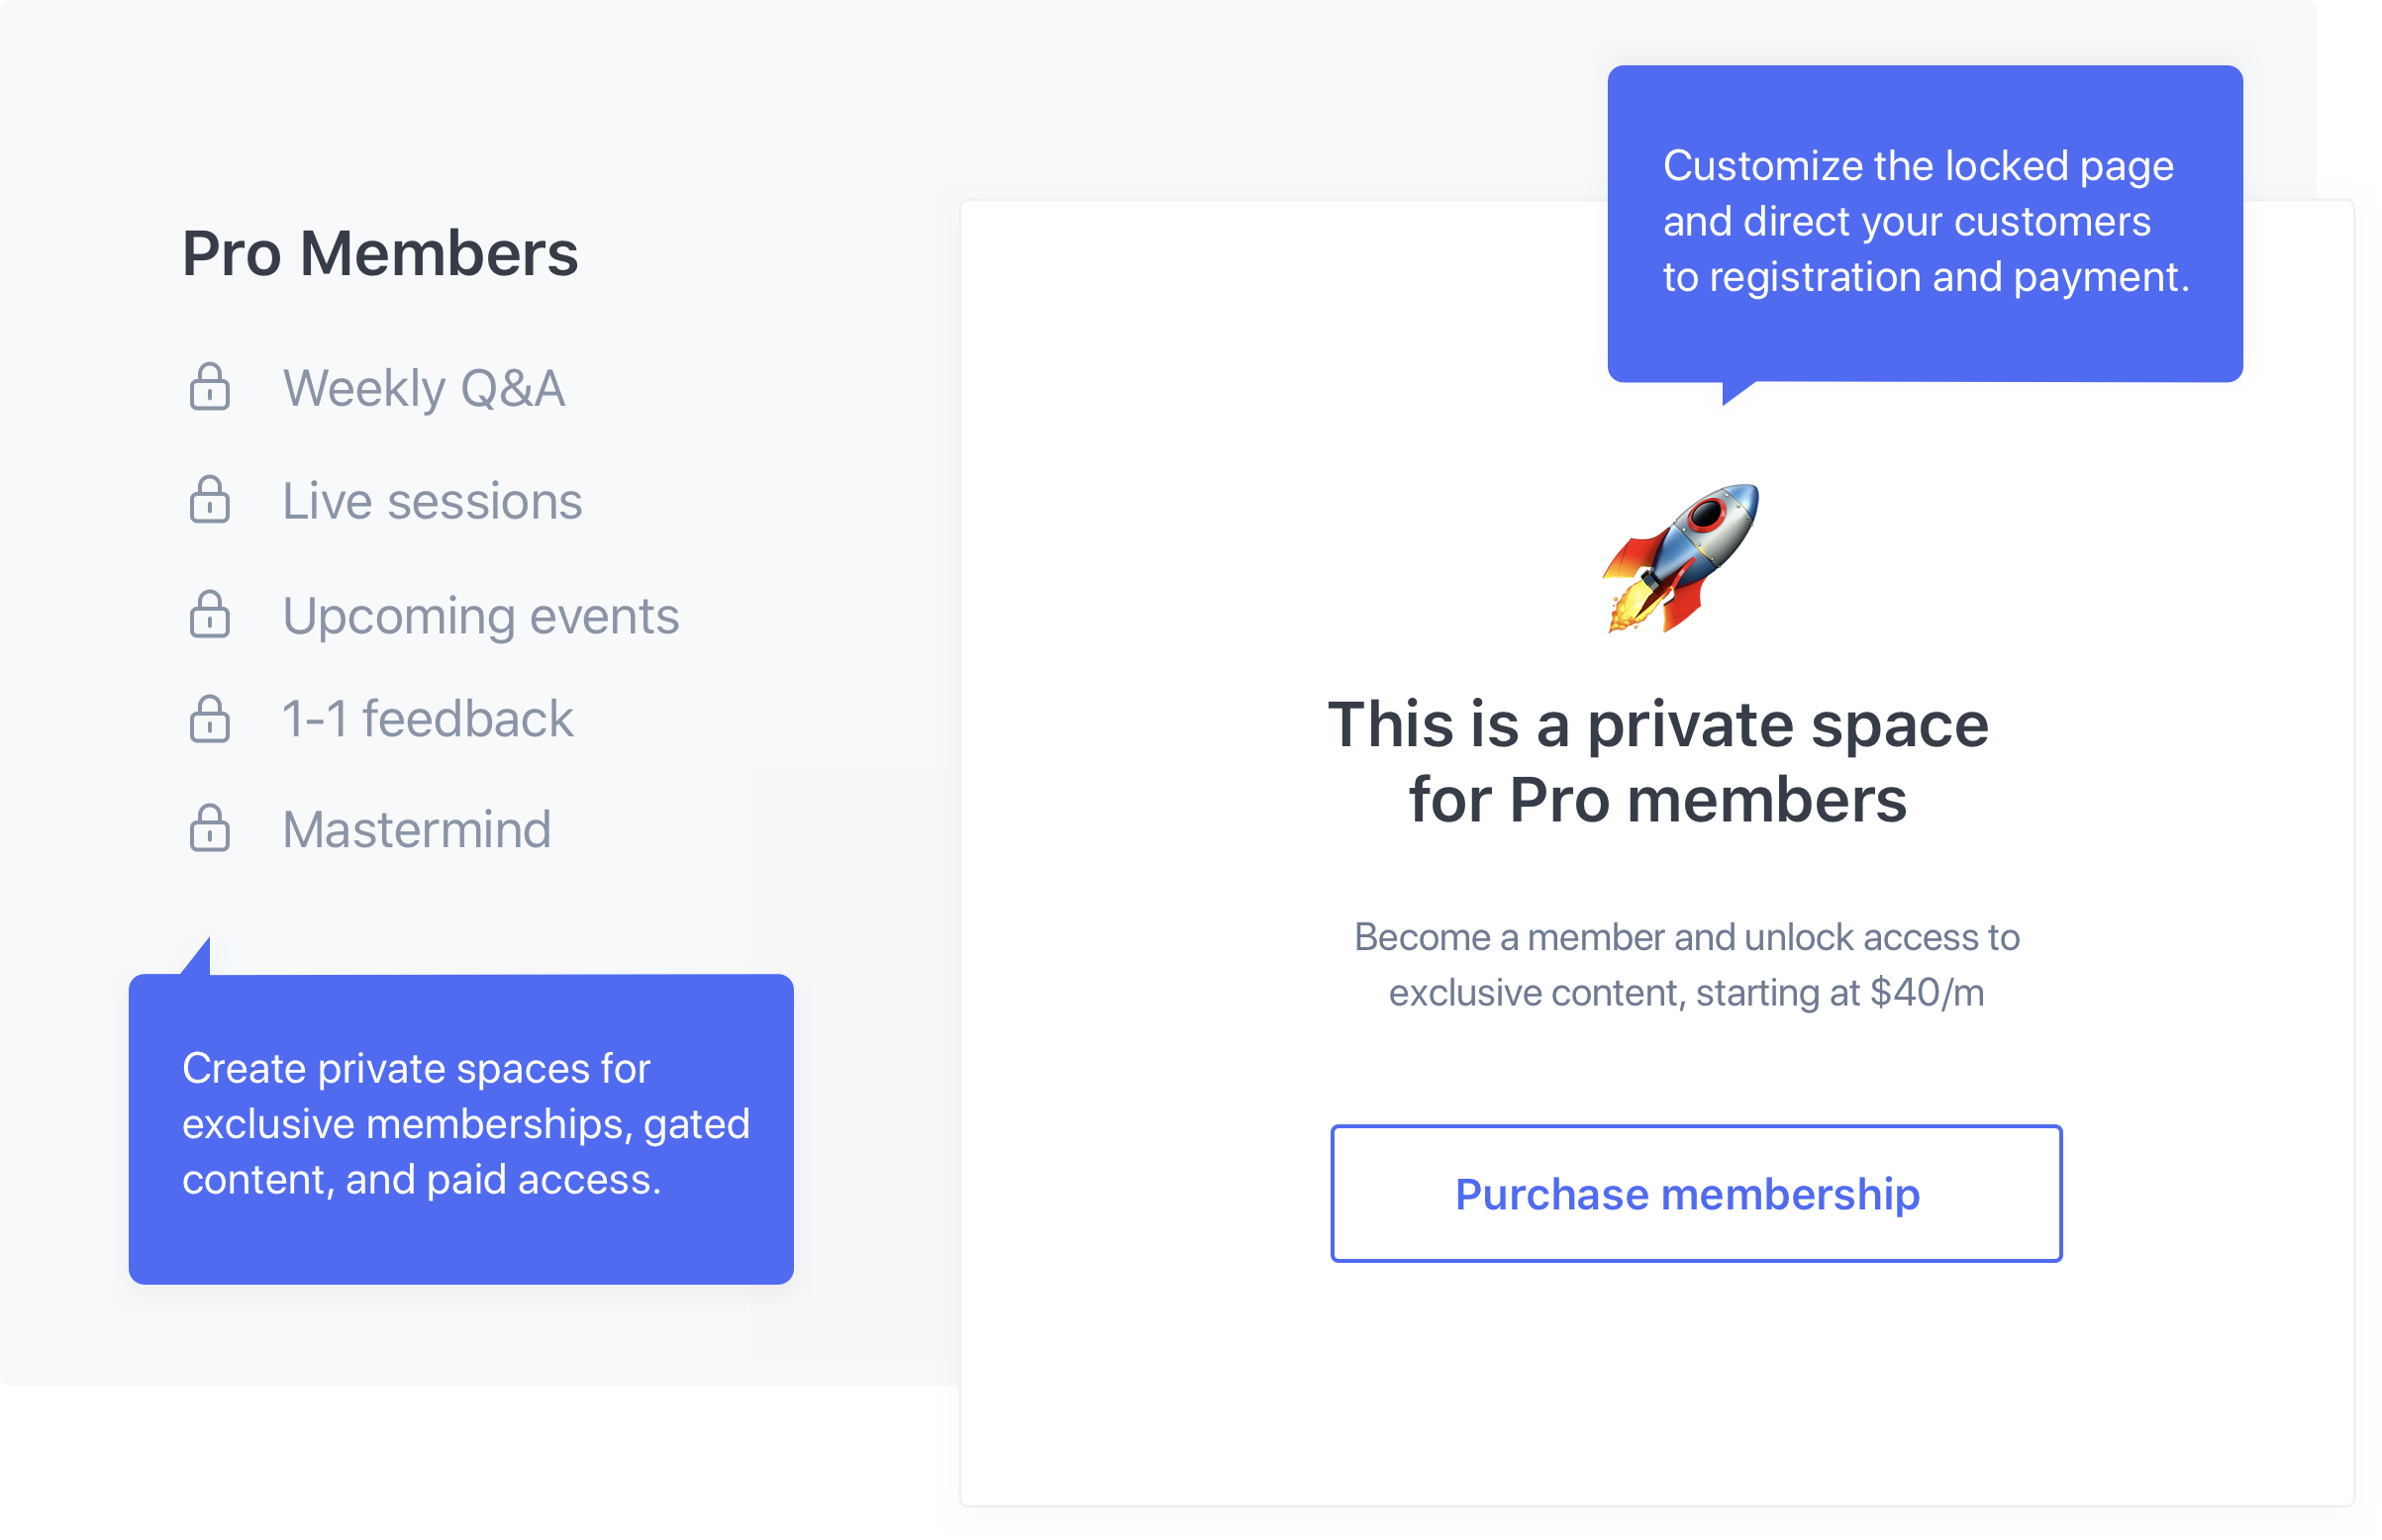 Pro Members
Weekly Q&A
Live sessions
Upcoming events
1-1 feedback
Mastermind
Create private spaces for
exclusive memberships, gated
content, and paid access.
Customize the locked page
and direct your customers
to registration and payment.
This is a private space
for Pro members
Become a member and unlock access to
exclusive content, starting at $40/m
Purchase membership